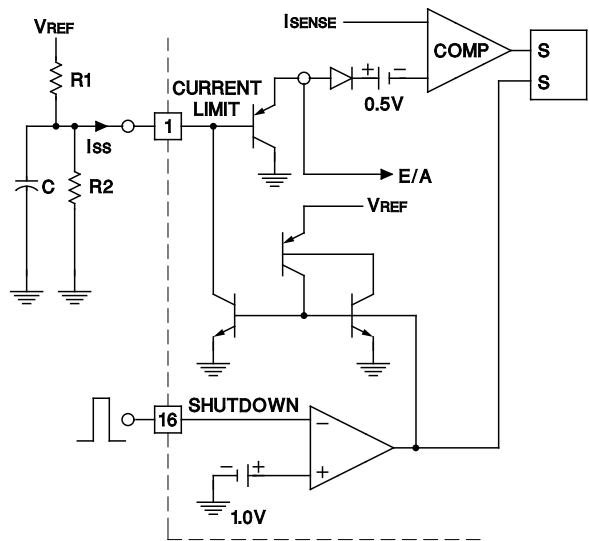 VREF
ISENSE
R1
COMP
S
S
CURRENT
LIMIT
+
−
0.5V
1
ISS
E/A
C
R2
VREF
16
SHUTDOWN
−
+
−
+
1.0V